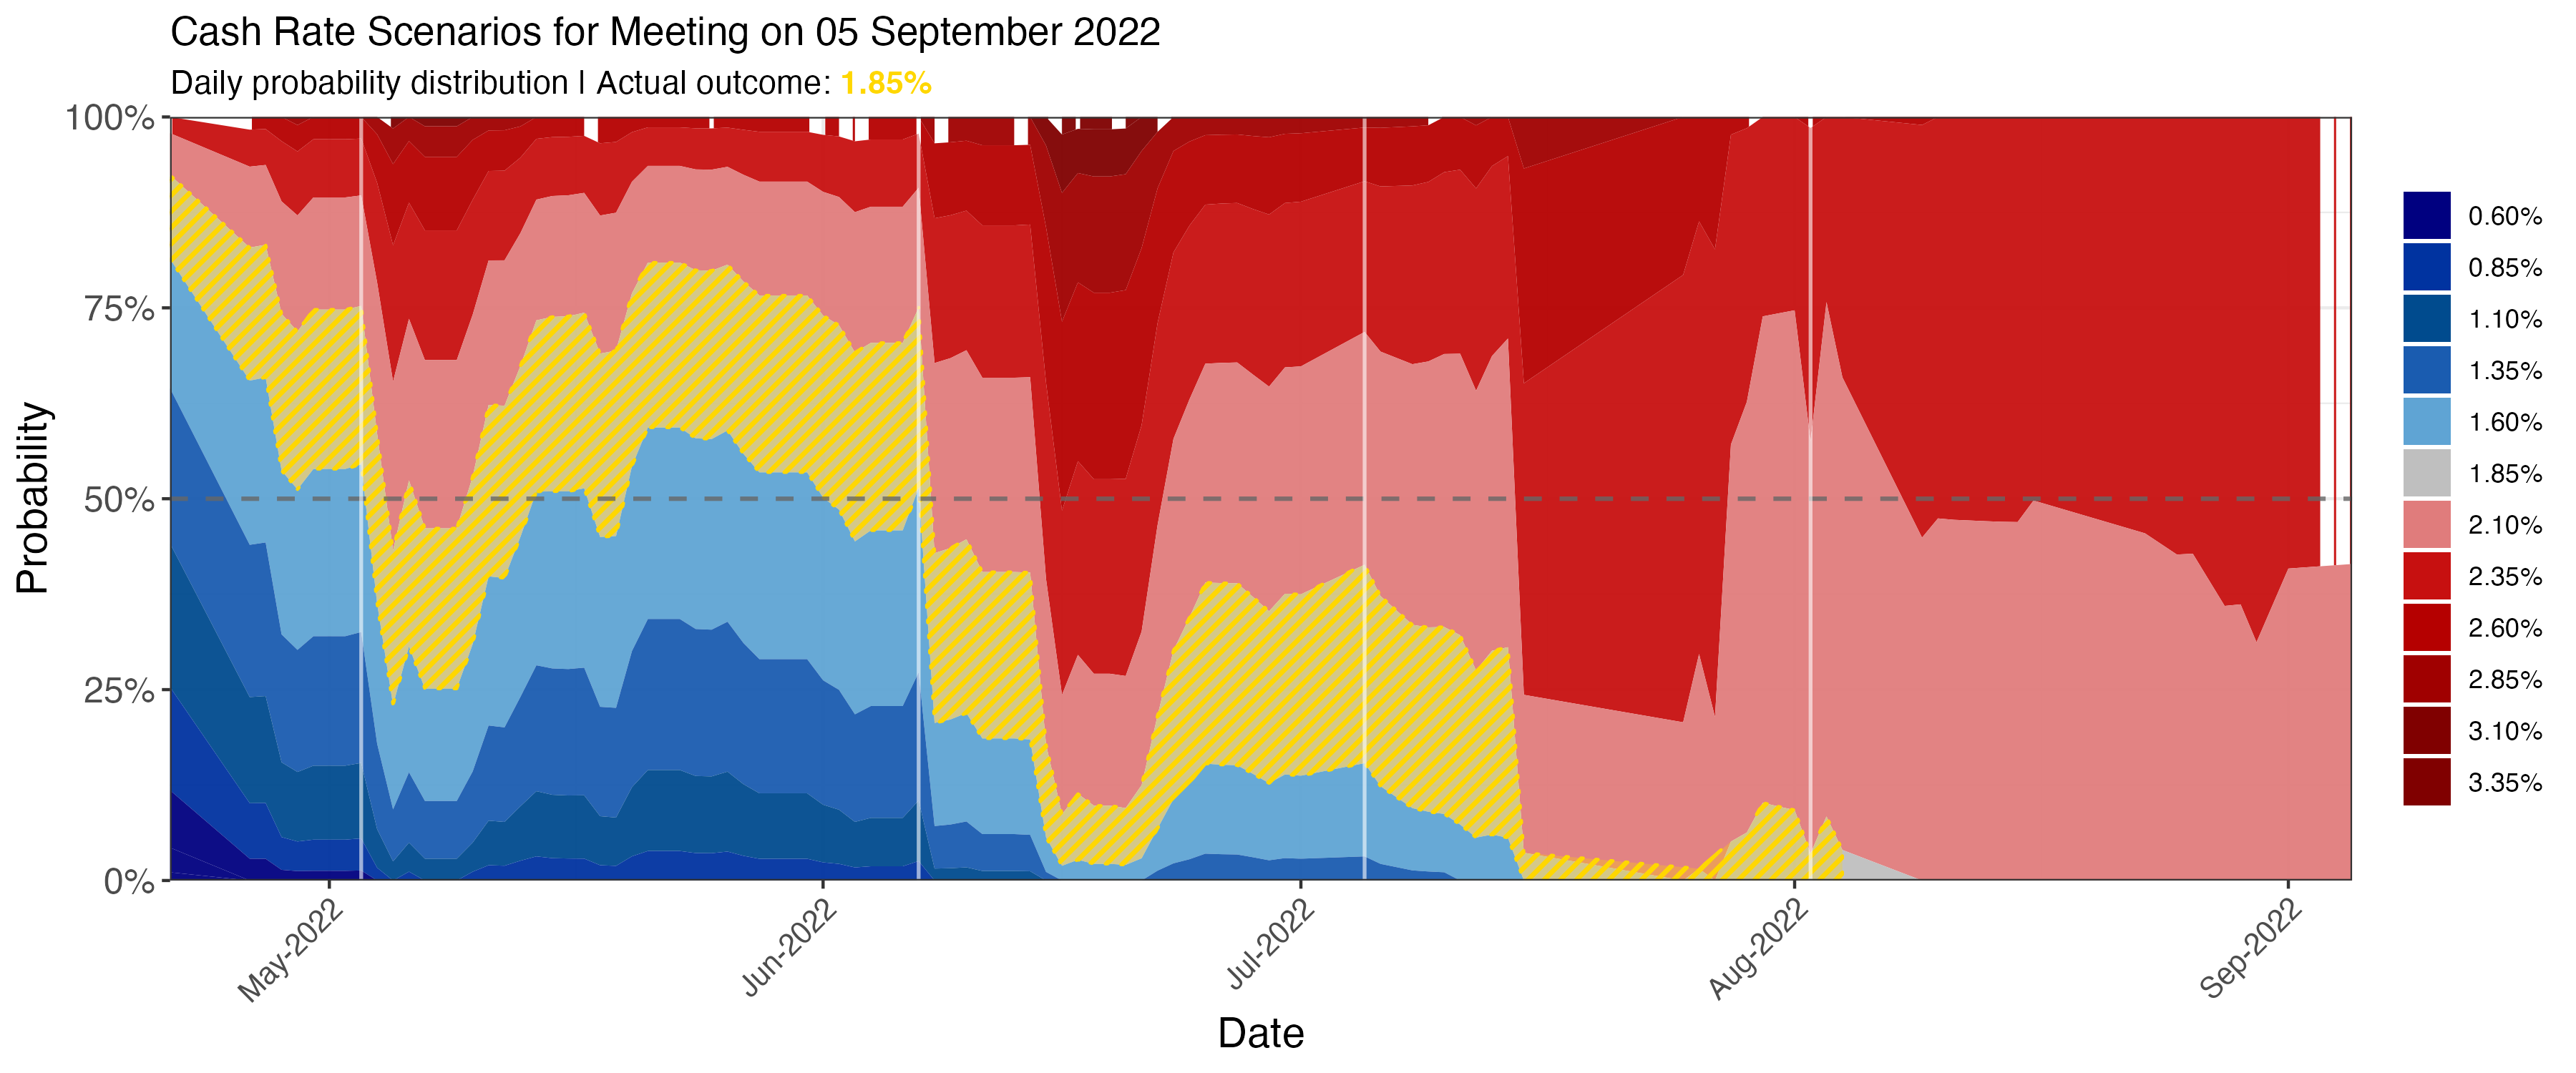 Cash Rate Scenarios for Meeting on 05 September 2022
Daily probability distribution | Actual outcome: 1.85%
Probability
100%
75%
50%
25%
0%
May-2022
Jun-2022
Jul-2022
Aug-2022
Sep-2022
Date
0.60%
0.85%
1.10%
1.35%
1.60%
1.85%
2.10%
2.35%
2.60%
2.85%
3.10%
3.35%